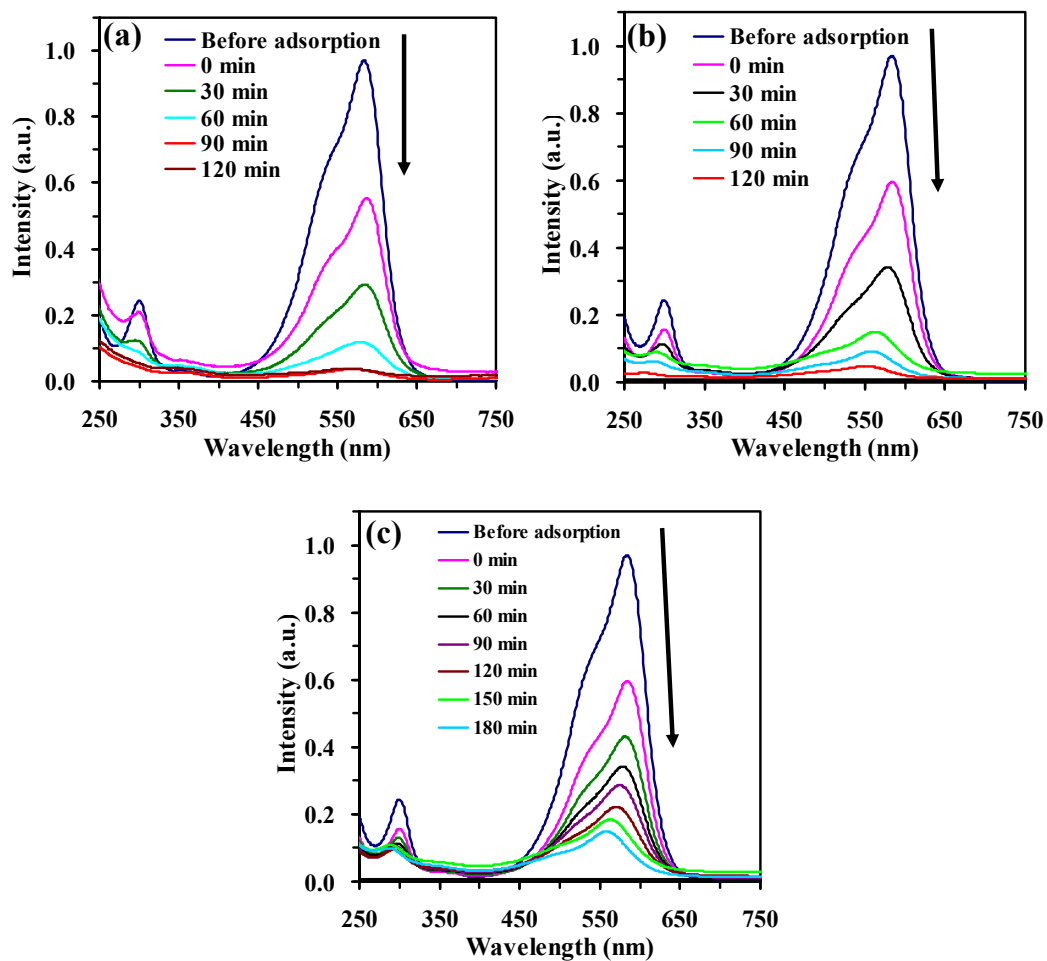 (a)
Before adsorption
0 min
30 min
60 min
90 min
120 min
1.0
0.8
0.6
0.4
0.2
0.0
Intensity (a.u.)
250 350 450 550 650 750
Wavelength (nm)
(b)
Before adsorption
0 min
30 min
60 min
90 min
120 min
1.0
0.8
0.6
0.4
0.2
0.0
Intensity (a.u.)
250 350 450 550 650 750
Wavelength (nm)
(c)
Before adsorption
0 min
30 min
60 min
90 min
120 min
150 min
180 min
1.0
0.8
0.6
0.4
0.2
0.0
Intensity (a.u.)
250 350 450 550 650 750
Wavelength (nm)